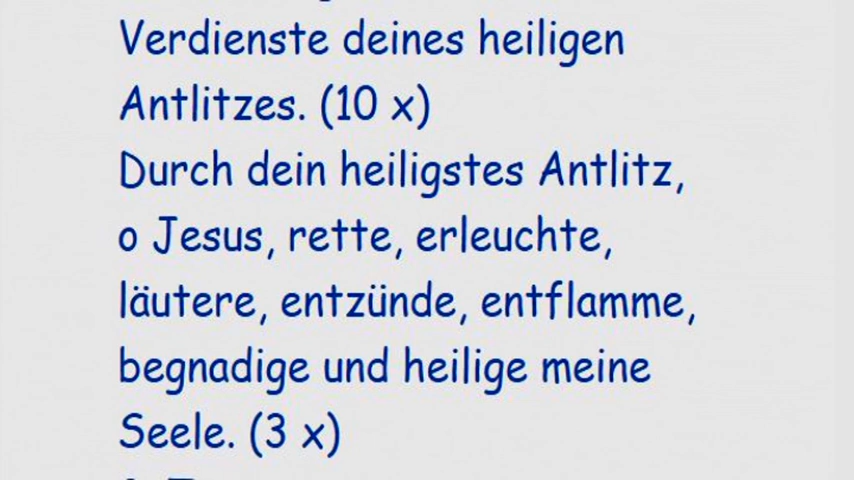 Verdienste deines heiligen
Antlitzes. (10 x)
Durch dein heiligstes Antlitz,
o Jesus, rette, erleuchte,
läutere, entzünde, entflamme,
begnadige und heilige meine
Seele. (3 x)